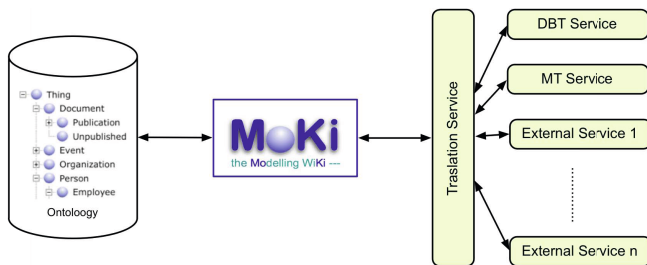 Thing
Document
Publication
Unpublished
Event
Organization
Person
Employee
Ontoloogy
MoKi
the Modelling WiKi ---
Traslation Service
DBT Service
MT Service
External Service 1
External Service n